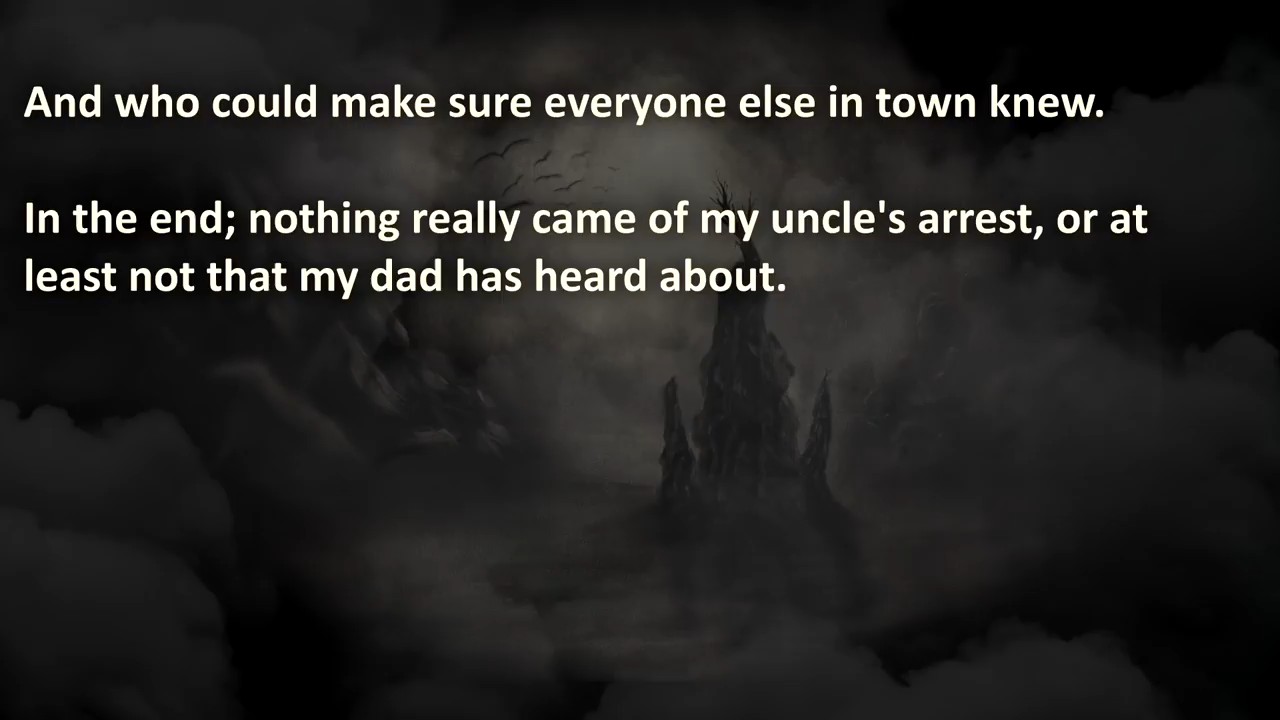 And who could make sure everyone else in town knew.
In the end; nothing really came of my uncle's arrest, or at
least not that my dad has heard about.